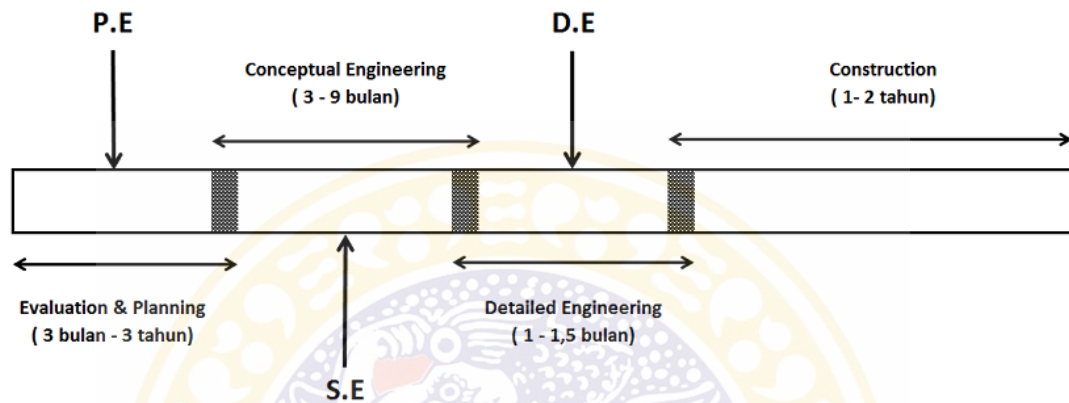 P.E
D.E
Conceptual Engineering
( 3 - 9 bulan)
Construction
( 1- 2 tahun)
Evaluation & Planning
( 3 bulan - 3 tahun)
Detailed Engineering
( 1 - 1,5 bulan)
S.E